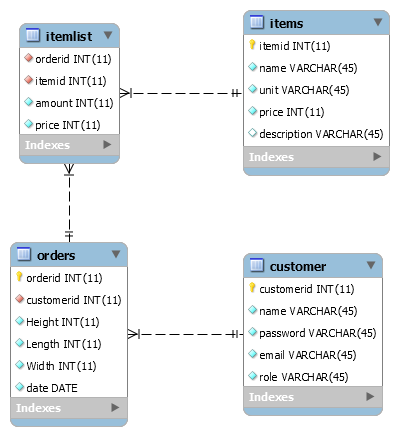 itemlist
orderid INT(11)
itemid INT(11)
amount INT(11)
price INT(11)
Indexes
items
itemid INT(11)
name VARCHAR(45)
unit VARCHAR(45)
price INT(11)
description VARCHAR(45)
Indexes
orders
orderid INT(11)
customerid INT(11)
Height INT(11)
Length INT(11)
Width INT(11)
date DATE
Indexes
customer
customerid INT(11)
name VARCHAR(45)
password VARCHAR(45)
email VARCHAR(45)
role VARCHAR(45)
Indexes